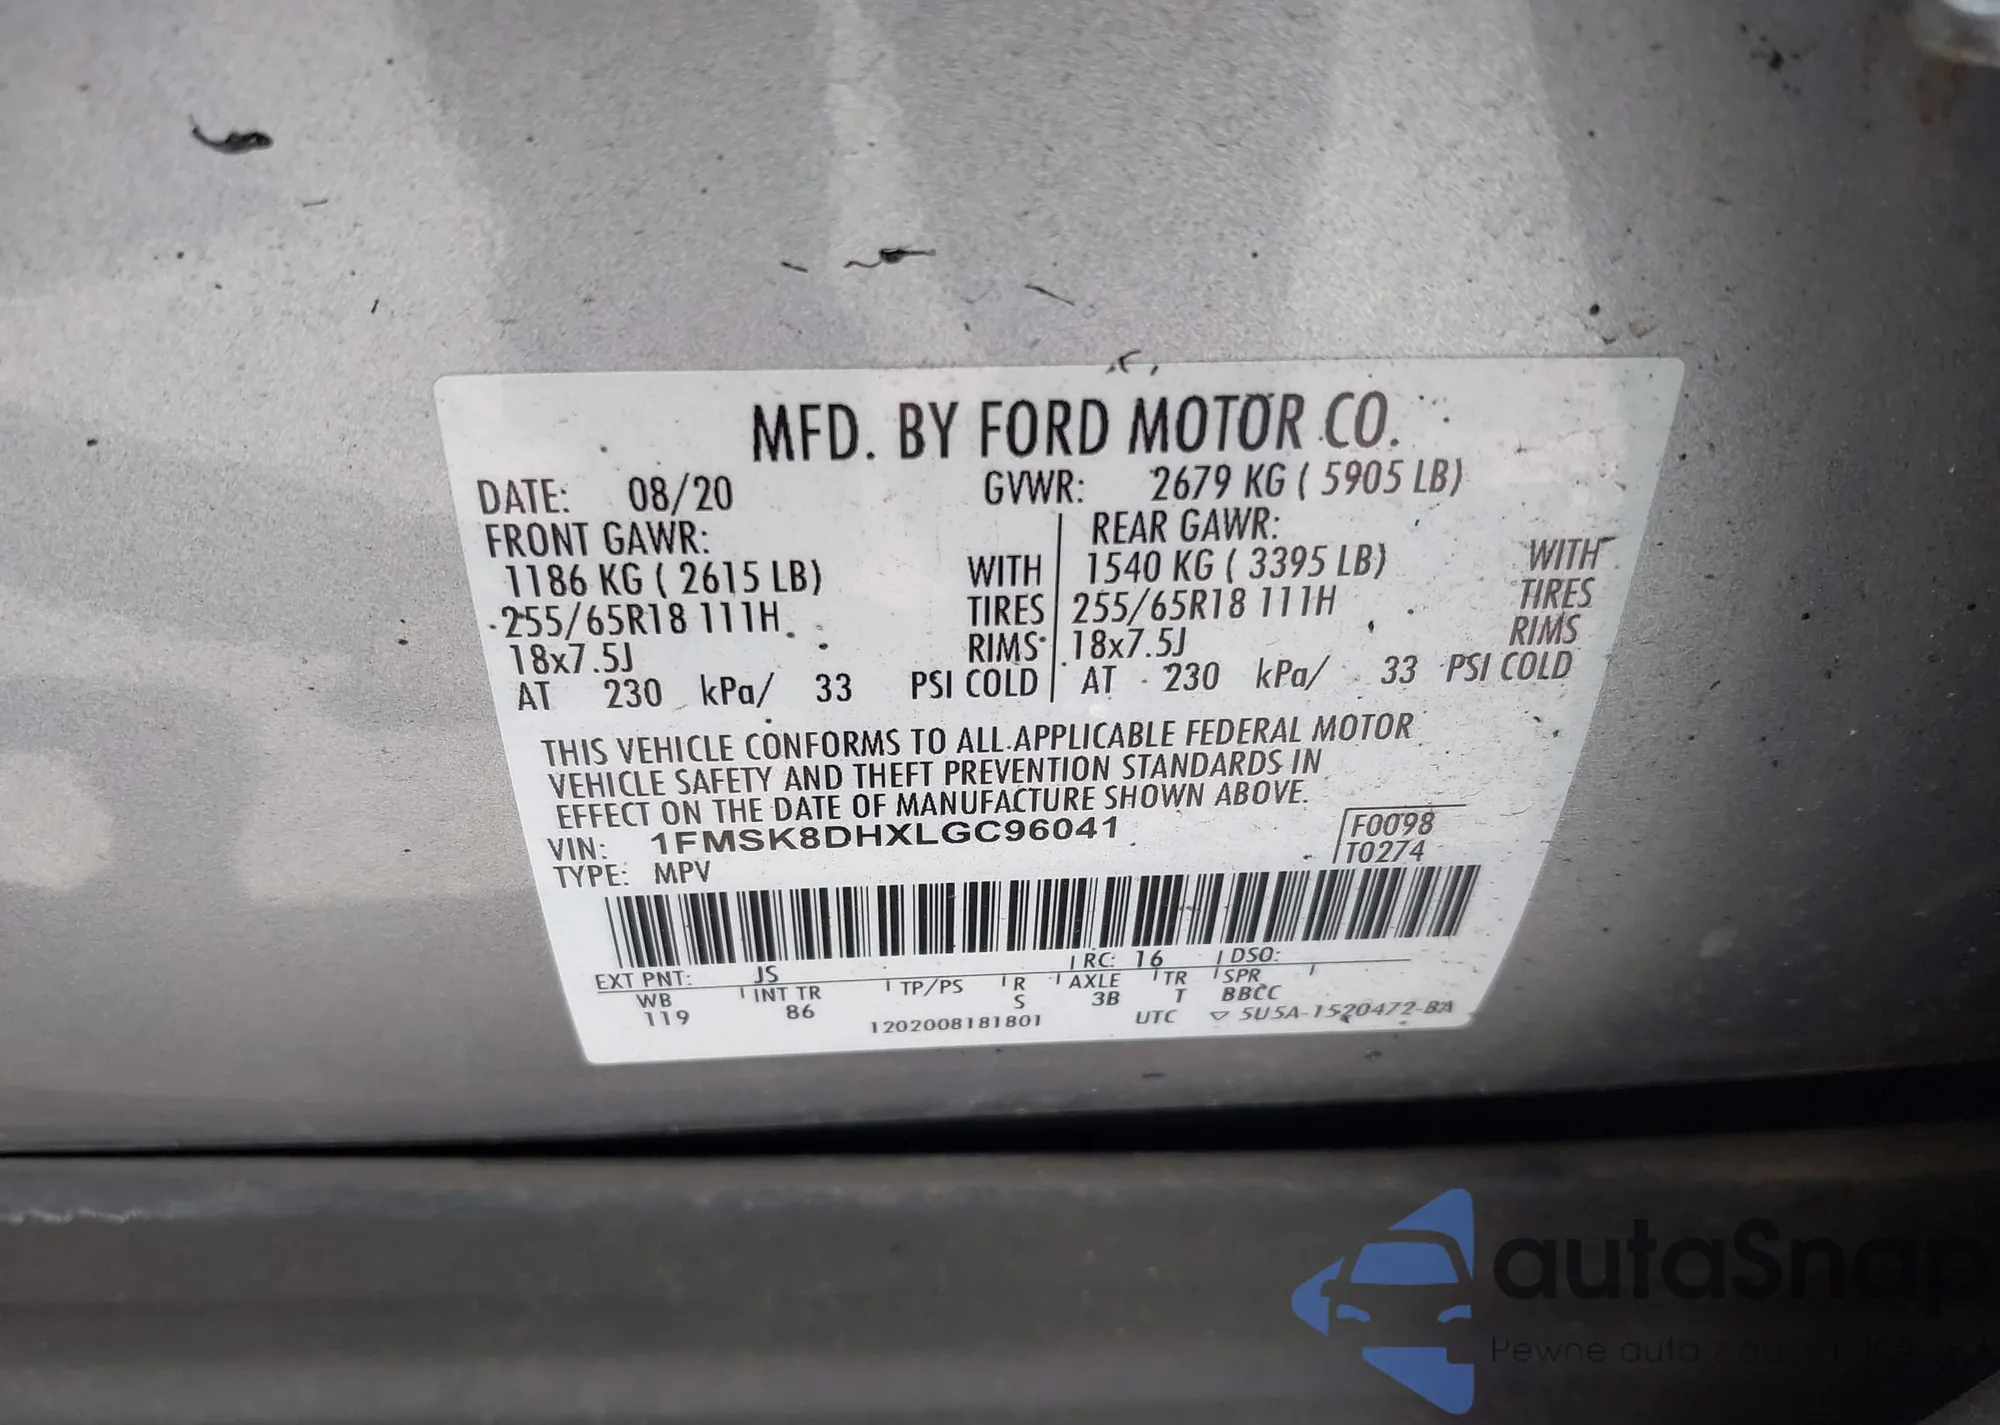 MFD. BY FORD MOTOR CO.
DATE: 08/20 GVWR: 2679 KG ( 5905 LB)
FRONT GAWR: REAR GAWR:
1186 KG ( 2615 LB) WITH 1540 KG ( 3395 LB) WITH
255/65R18 111H TIRES 255/65R18 111H TIRES
18x7.5J RIMS 18x7.5J RIMS
AT 230 kPa/ 33 PSI COLD AT 230 kPa/ 33 PSI COLD
THIS VEHICLE CONFORMS TO ALL APPLICABLE FEDERAL MOTOR
VEHICLE SAFETY AND THEFT PREVENTION STANDARDS IN
EFFECT ON THE DATE OF MANUFACTURE SHOWN ABOVE.
VIN: 1FMSK8DHXLGC96041 F0098
TYPE: MPV T0274
EXT PNT: JS RC: 16 DSO:
WB INT TR TP/PS R AXLE TR SPR
119 86 S 3B T BBCC
1202008181801 UTC ▽ 5U5A-1520472-BA
autaSnap
Pewne auta z